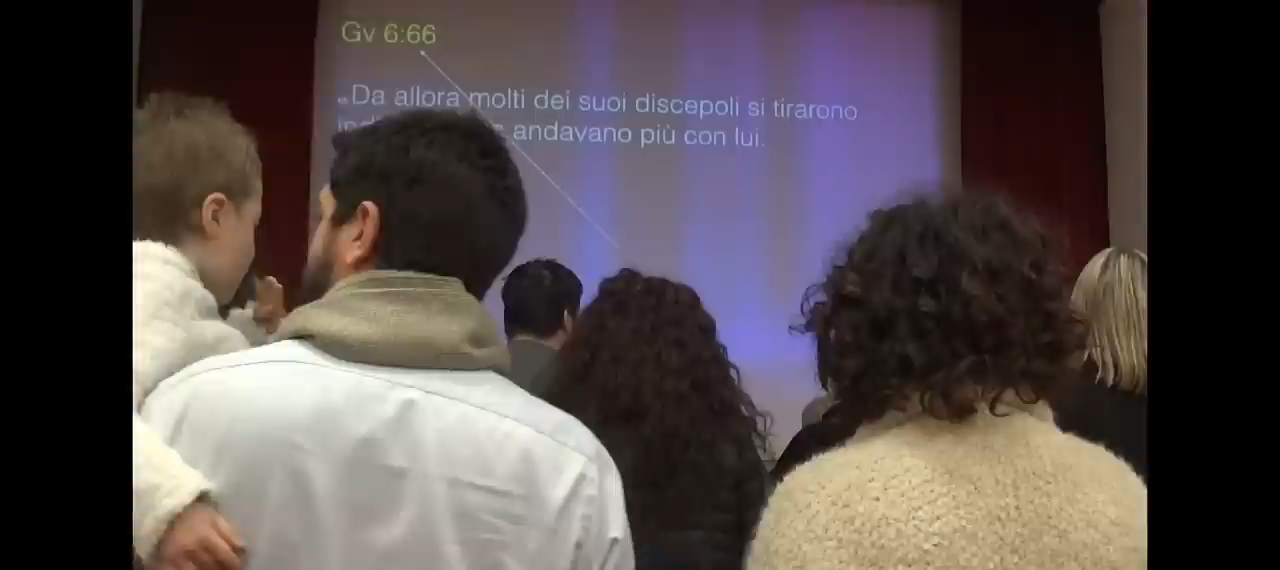 Gv 6:66
„Da allora molti dei suoi discepoli si tirarono
andavano più con lui.